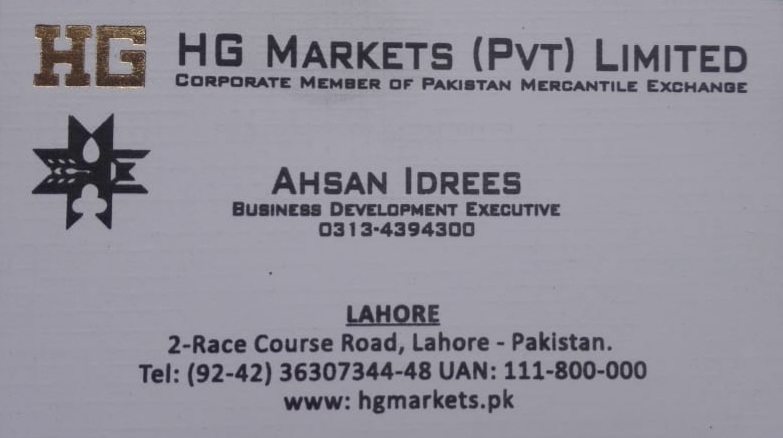 HG HG MARKETS (PVT) LIMITED
CORPORATE MEMBER OF PAKISTAN MERCANTILE EXCHANGE
AHSAN IDREES
BUSINESS DEVELOPMENT EXECUTIVE
0313-4394300
LAHORE
2-Race Course Road, Lahore - Pakistan.
Tel: (92-42) 36307344-48 UAN: 111-800-000
www: hgmarkets.pk